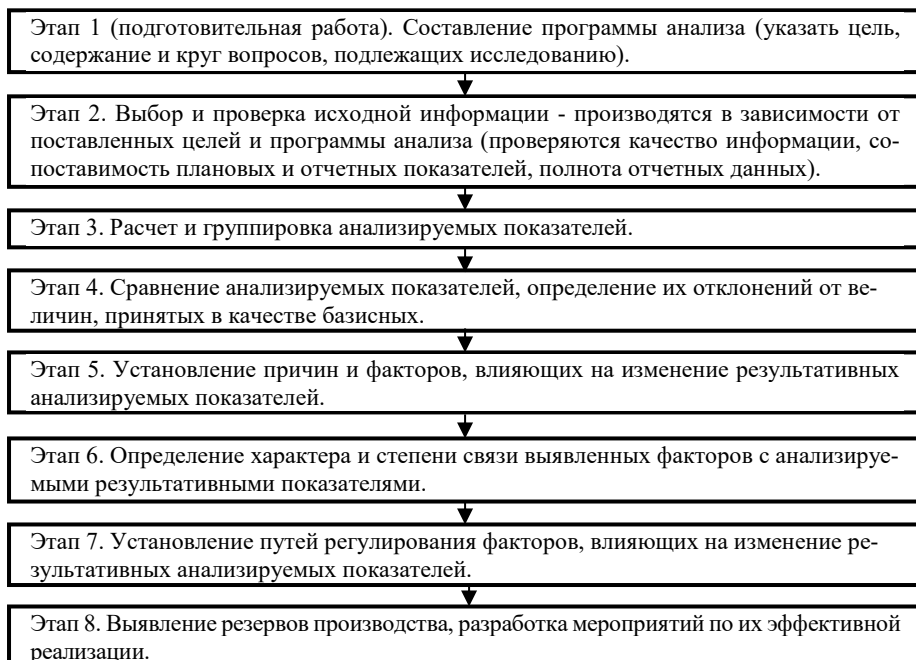 Этап 1 (подготовительная работа). Составление программы анализа (указать цель,
содержание и круг вопросов, подлежащих исследованию).
Этап 2. Выбор и проверка исходной информации - производятся в зависимости от
поставленных целей и программы анализа (проверяются качество информации, со-
поставимость плановых и отчетных показателей, полнота отчетных данных).
Этап 3. Расчет и группировка анализируемых показателей.
Этап 4. Сравнение анализируемых показателей, определение их отклонений от ве-
личин, принятых в качестве базисных.
Этап 5. Установление причин и факторов, влияющих на изменение результативных
анализируемых показателей.
Этап 6. Определение характера и степени связи выявленных факторов с анализируе-
мыми результативными показателями.
Этап 7. Установление путей регулирования факторов, влияющих на изменение ре-
зультативных анализируемых показателей.
Этап 8. Выявление резервов производства, разработка мероприятий по их эффективной
реализации.